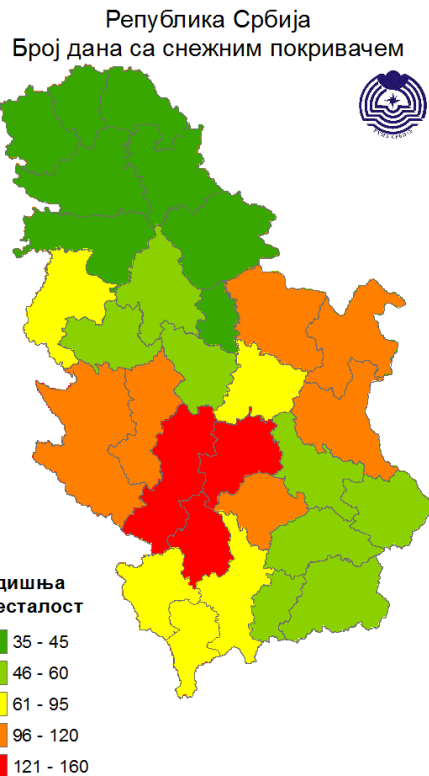 Република Србија
Број дана са снежним покривачем
дишња
есталост
35 - 45
46 - 60
61 - 95
96 - 120
121 - 160